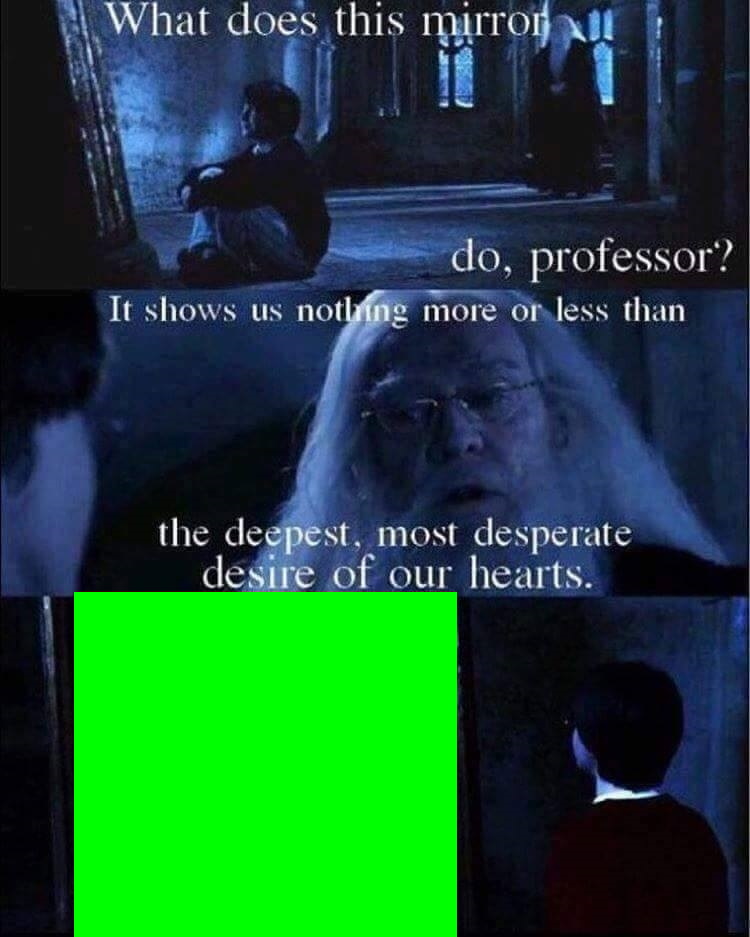 What does this mirror
do, professor?
It shows us nothing more or less than
the deepest, most desperate
desire of our hearts.